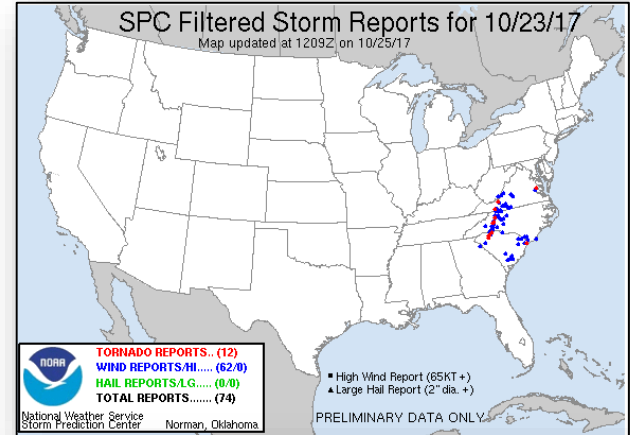 SPC Filtered Storm Reports for 10/23/17
Map updated at 1209Z on 10/25/17
NOAA
TORNADO REPORTS.. (12)
WIND REPORTS/HI..... (62/0)
HAIL REPORTS/LG..... (0/0)
TOTAL REPORTS....... (74)
National Weather Service
Storm Prediction Center Norman, Oklahoma
High Wind Report (65KT +)
Large Hail Report (2" dia. +)
PRELIMINARY DATA ONLY